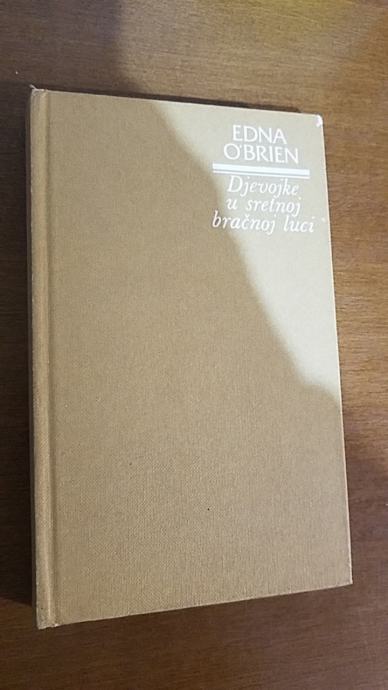 EDNA
O'BRIEN
Djevojke
u sretnoj
bračnoj luci